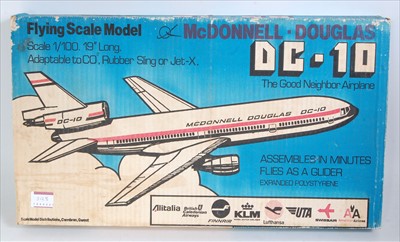 Flying Scale Model
McDONNELL · DOUGLAS
Scale 1/100. 19" Long.
DC-10
Adaptable to CO². Rubber Sling or Jet-X.
The Good Neighbor Airplane
DC-10
McDONNELL DOUGLAS DC-10
ASSEMBLES IN MINUTES
FLIES AS A GLIDER
EXPANDED POLYSTYRENE
Alitalia
British Caledonian Airways
FINNAIR
KLM
Lufthansa
UTA
SWISSAIR
AA